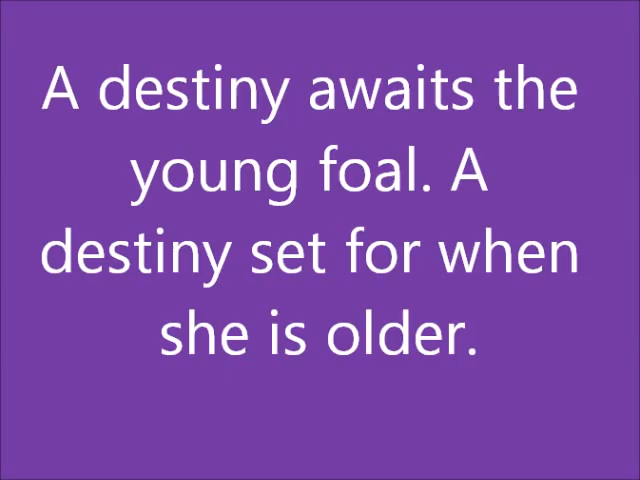 A destiny awaits the
young foal. A
destiny set for when
she is older.